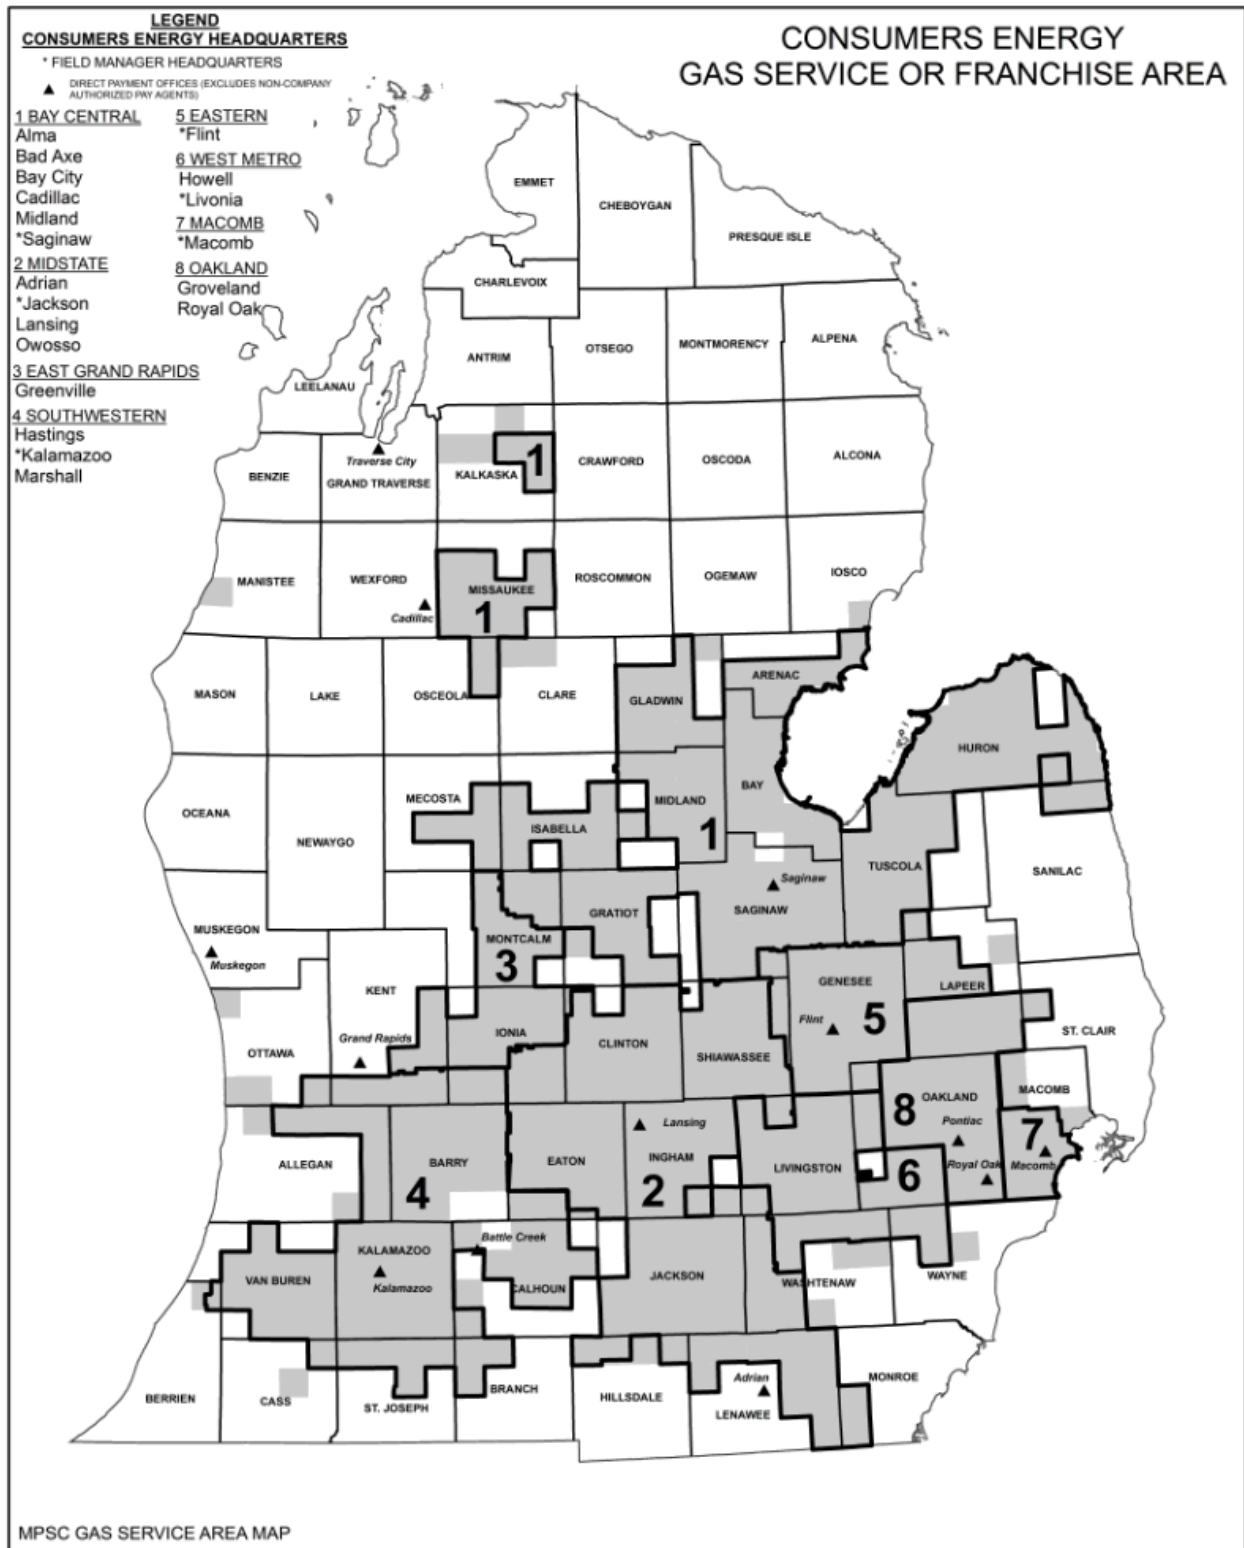 LEGEND
CONSUMERS ENERGY HEADQUARTERS
* FIELD MANAGER HEADQUARTERS
▲ DIRECT PAYMENT OFFICES (EXCLUDES NON-COMPANY
AUTHORIZED PAY AGENTS)
1 BAY CENTRAL
Alma
Bad Axe
Bay City
Cadillac
Midland
*Saginaw
2 MIDSTATE
Adrian
*Jackson
Lansing
Owosso
3 EAST GRAND RAPIDS
Greenville
4 SOUTHWESTERN
Hastings
*Kalamazoo
Marshall
5 EASTERN
*Flint
6 WEST METRO
Howell
*Livonia
7 MACOMB
*Macomb
8 OAKLAND
Groveland
Royal Oak
CONSUMERS ENERGY
GAS SERVICE OR FRANCHISE AREA
EMMET
CHEBOYGAN
PRESQUE ISLE
CHARLEVOIX
ANTRIM
OTSEGO
MONTMORENCY
ALPENA
LEELANAU
Traverse City
BENZIE
GRAND TRAVERSE
KALKASKA
1
CRAWFORD
OSCODA
ALCONA
MANISTEE
WEXFORD
Cadillac
MISSAUKEE
1
ROSCOMMON
OGEMAW
IOSCO
MASON
LAKE
OSCEOLA
CLARE
GLADWIN
ARENAC
HURON
OCEANA
NEWAYGO
MECOSTA
ISABELLA
MIDLAND
1
BAY
TUSCOLA
SANILAC
MUSKEGON
Muskegon
MONTCALM
3
GRATIOT
Saginaw
SAGINAW
KENT
Grand Rapids
GENESEE
Flint
5
LAPEER
OTTAWA
IONIA
CLINTON
SHIAWASSEE
ST. CLAIR
8
OAKLAND
Pontiac
MACOMB
7
Macomb
Royal Oak
ALLEGAN
BARRY
4
EATON
Lansing
INGHAM
2
LIVINGSTON
6
VAN BUREN
KALAMAZOO
Kalamazoo
Battle Creek
CALHOUN
JACKSON
WASHTENAW
WAYNE
BERRIEN
CASS
ST. JOSEPH
BRANCH
HILLSDALE
Adrian
LENAWEE
MONROE
MPSC GAS SERVICE AREA MAP